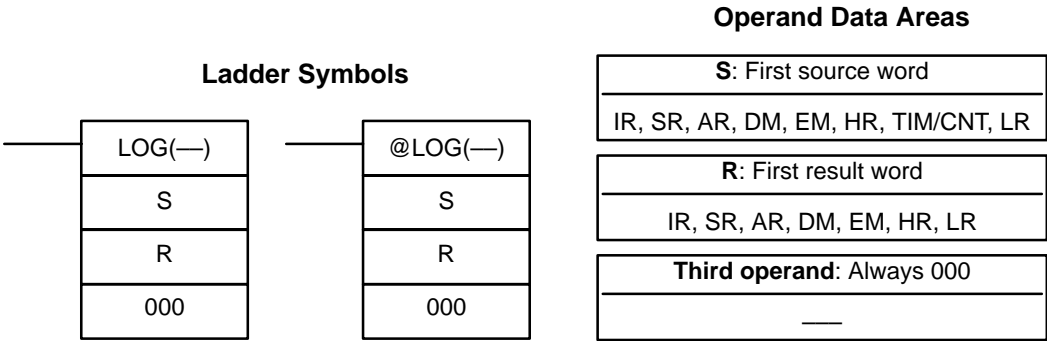 Ladder Symbols
LOG(––)
S
R
000
@LOG(––)
S
R
000
Operand Data Areas
S: First source word
IR, SR, AR, DM, EM, HR, TIM/CNT, LR
R: First result word
IR, SR, AR, DM, EM, HR, LR
Third operand: Always 000
—